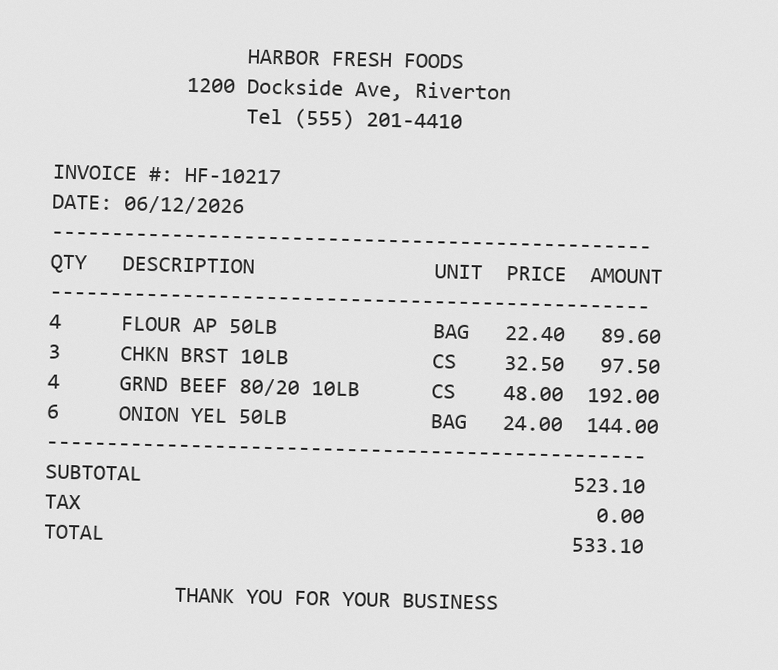 HARBOR FRESH FOODS
1200 Dockside Ave, Riverton
Tel (555) 201-4410
INVOICE #: HF-10217
DATE: 06/12/2026
--------------------------------------------------
QTY DESCRIPTION UNIT PRICE AMOUNT
--------------------------------------------------
4 FLOUR AP 50LB BAG 22.40 89.60
3 CHKN BRST 10LB CS 32.50 97.50
4 GRND BEEF 80/20 10LB CS 48.00 192.00
6 ONION YEL 50LB BAG 24.00 144.00
--------------------------------------------------
SUBTOTAL 523.10
TAX 0.00
TOTAL 533.10
THANK YOU FOR YOUR BUSINESS